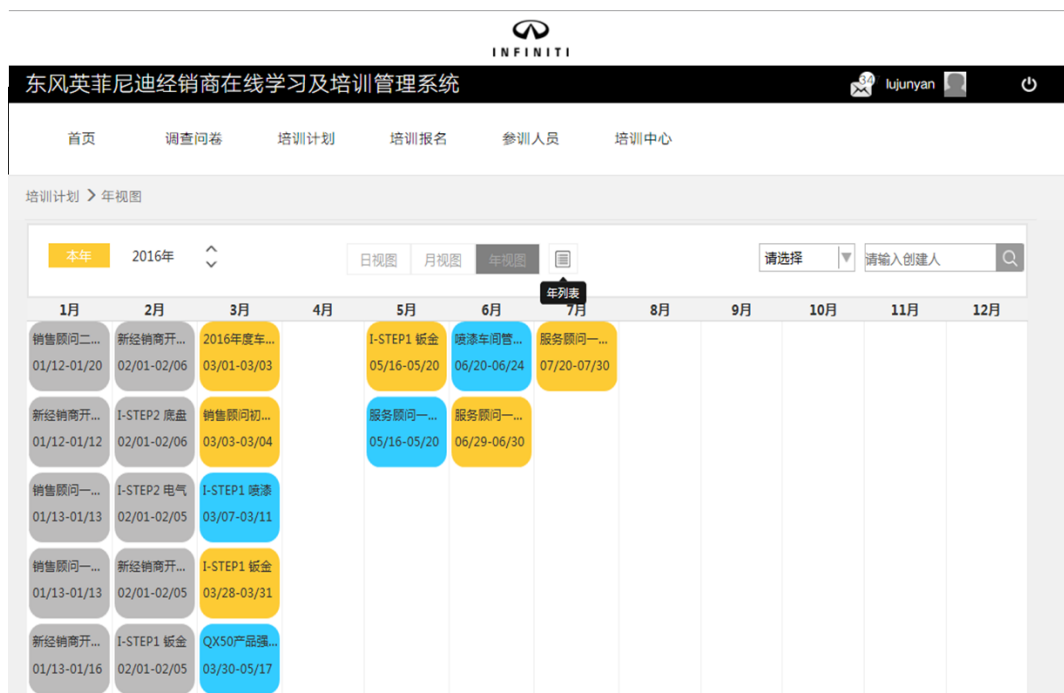 INFINITI
东风英菲尼迪经销商在线学习及培训管理系统 34 lujunyan
首页 调查问卷 培训计划 培训报名 参训人员 培训中心
培训计划 > 年视图
本年 2016年 日视图 月视图 年视图 请选择 请输入创建人
年列表
1月 2月 3月 4月 5月 6月 7月 8月 9月 10月 11月 12月
销售顾问二... 新经销商开... 2016年度车... I-STEP1 钣金 喷漆车间管... 服务顾问一...
01/12-01/20 02/01-02/06 03/01-03/03 05/16-05/20 06/20-06/24 07/20-07/30
新经销商开... I-STEP2 底盘 销售顾问初... 服务顾问一... 服务顾问一...
01/12-01/12 02/01-02/06 03/03-03/04 05/16-05/20 06/29-06/30
销售顾问一... I-STEP2 电气 I-STEP1 喷漆
01/13-01/13 02/01-02/05 03/07-03/11
销售顾问一... 新经销商开... I-STEP1 钣金
01/13-01/13 02/01-02/05 03/28-03/31
新经销商开... I-STEP1 钣金 QX50产品强...
01/13-01/16 02/01-02/05 03/30-05/17